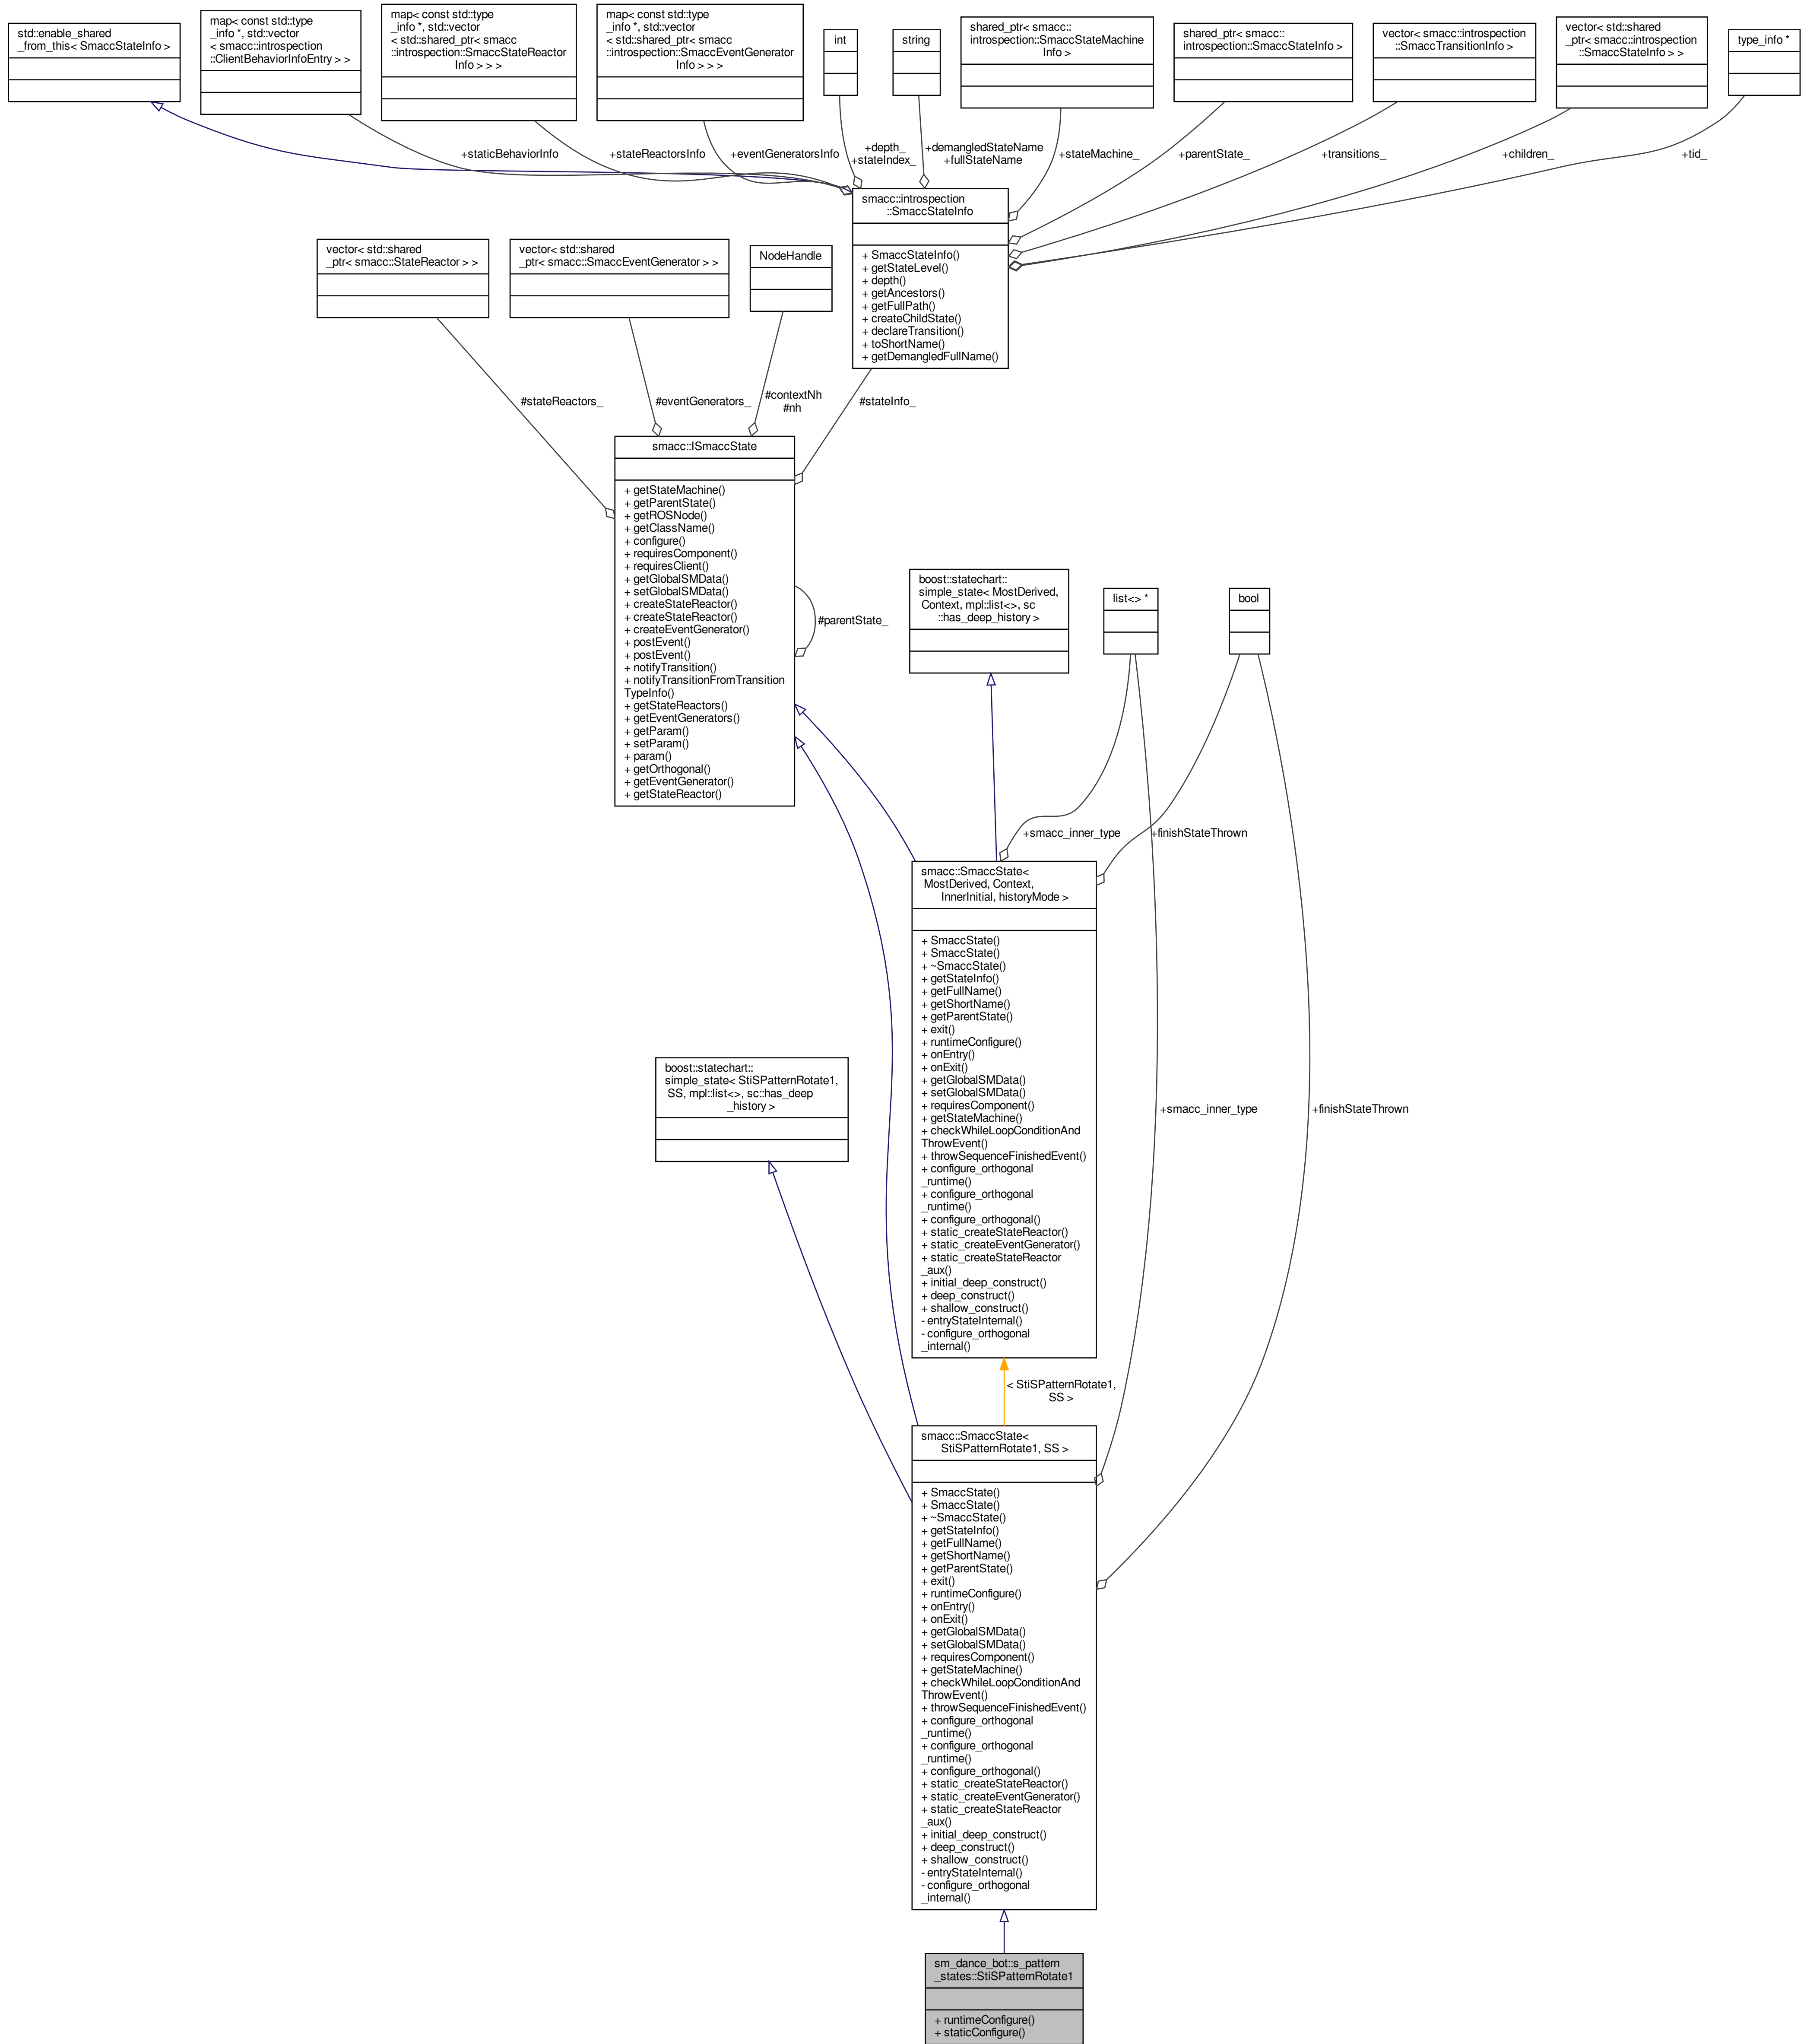 std::enable_shared
_from_this< SmaccStateInfo >
map< const std::type
_info *, std::vector
< smacc::introspection
::ClientBehaviorInfoEntry > >
map< const std::type
_info *, std::vector
< std::shared_ptr< smacc
::introspection::SmaccStateReactor
Info > > >
map< const std::type
_info *, std::vector
< std::shared_ptr< smacc
::introspection::SmaccEventGenerator
Info > > >
int
string
shared_ptr< smacc::
introspection::SmaccStateMachine
Info >
shared_ptr< smacc::
introspection::SmaccStateInfo >
vector< smacc::introspection
::SmaccTransitionInfo >
vector< std::shared
_ptr< smacc::introspection
::SmaccStateInfo > >
type_info *
+staticBehaviorInfo
+stateReactorsInfo
+eventGeneratorsInfo
+depth_
+stateIndex_
+demangledStateName
+fullStateName
+stateMachine_
+parentState_
+transitions_
+children_
+tid_
smacc::introspection
::SmaccStateInfo
+ SmaccStateInfo()
+ getStateLevel()
+ depth()
+ getAncestors()
+ getFullPath()
+ createChildState()
+ declareTransition()
+ toShortName()
+ getDemangledFullName()
vector< std::shared
_ptr< smacc::StateReactor > >
vector< std::shared
_ptr< smacc::SmaccEventGenerator > >
NodeHandle
#stateReactors_
#eventGenerators_
#contextNh
#nh
#stateInfo_
smacc::ISmaccState
+ getStateMachine()
+ getParentState()
+ getROSNode()
+ getClassName()
+ configure()
+ requiresComponent()
+ requiresClient()
+ getGlobalSMData()
+ setGlobalSMData()
+ createStateReactor()
+ createStateReactor()
+ createEventGenerator()
+ postEvent()
+ postEvent()
+ notifyTransition()
+ notifyTransitionFromTransition
TypeInfo()
+ getStateReactors()
+ getEventGenerators()
+ getParam()
+ setParam()
+ param()
+ getOrthogonal()
+ getEventGenerator()
+ getStateReactor()
#parentState_
boost::statechart::
simple_state< MostDerived,
Context, mpl::list<>, sc
::has_deep_history >
list<> *
bool
+smacc_inner_type
+finishStateThrown
smacc::SmaccState<
MostDerived, Context,
InnerInitial, historyMode >
+ SmaccState()
+ SmaccState()
+ ~SmaccState()
+ getStateInfo()
+ getFullName()
+ getShortName()
+ getParentState()
+ exit()
+ runtimeConfigure()
+ onEntry()
+ onExit()
+ getGlobalSMData()
+ setGlobalSMData()
+ requiresComponent()
+ getStateMachine()
+ checkWhileLoopConditionAnd
ThrowEvent()
+ throwSequenceFinishedEvent()
+ configure_orthogonal
_runtime()
+ configure_orthogonal
_runtime()
+ configure_orthogonal()
+ static_createStateReactor()
+ static_createEventGenerator()
+ static_createStateReactor
_aux()
+ initial_deep_construct()
+ deep_construct()
+ shallow_construct()
- entryStateInternal()
- configure_orthogonal
_internal()
boost::statechart::
simple_state< StiSPatternRotate1,
SS, mpl::list<>, sc::has_deep
_history >
+smacc_inner_type
+finishStateThrown
< StiSPatternRotate1,
SS >
smacc::SmaccState<
StiSPatternRotate1, SS >
+ SmaccState()
+ SmaccState()
+ ~SmaccState()
+ getStateInfo()
+ getFullName()
+ getShortName()
+ getParentState()
+ exit()
+ runtimeConfigure()
+ onEntry()
+ onExit()
+ getGlobalSMData()
+ setGlobalSMData()
+ requiresComponent()
+ getStateMachine()
+ checkWhileLoopConditionAnd
ThrowEvent()
+ throwSequenceFinishedEvent()
+ configure_orthogonal
_runtime()
+ configure_orthogonal
_runtime()
+ configure_orthogonal()
+ static_createStateReactor()
+ static_createEventGenerator()
+ static_createStateReactor
_aux()
+ initial_deep_construct()
+ deep_construct()
+ shallow_construct()
- entryStateInternal()
- configure_orthogonal
_internal()
sm_dance_bot::s_pattern
_states::StiSPatternRotate1
+ runtimeConfigure()
+ staticConfigure()